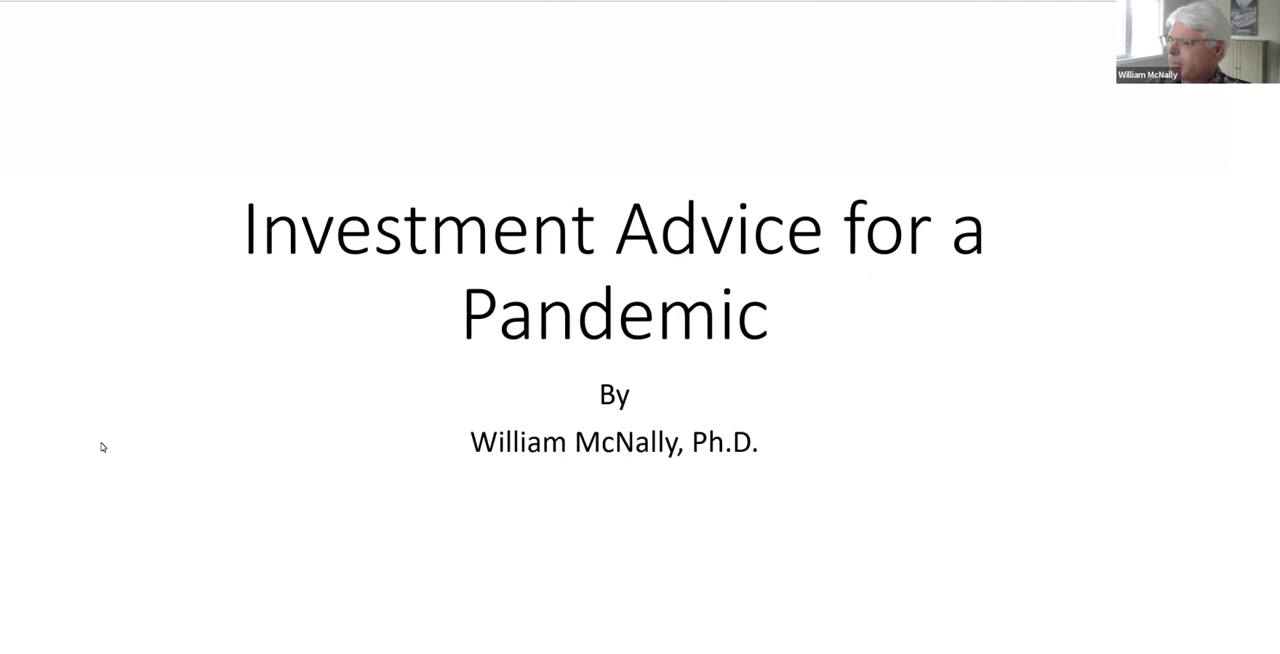 William McNally
Investment Advice for a
Pandemic
By
William McNally, Ph.D.